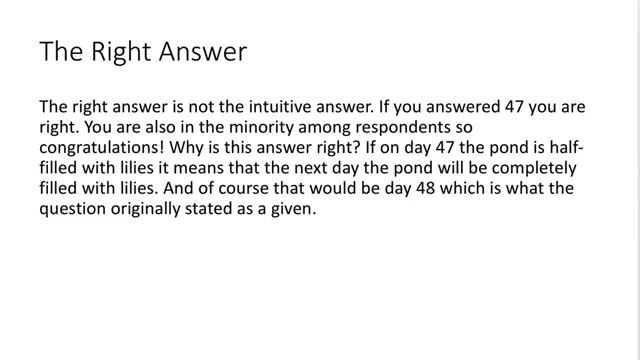 The Right Answer
The right answer is not the intuitive answer. If you answered 47 you are
right. You are also in the minority among respondents so
congratulations! Why is this answer right? If on day 47 the pond is half-
filled with lilies it means that the next day the pond will be completely
filled with lilies. And of course that would be day 48 which is what the
question originally stated as a given.